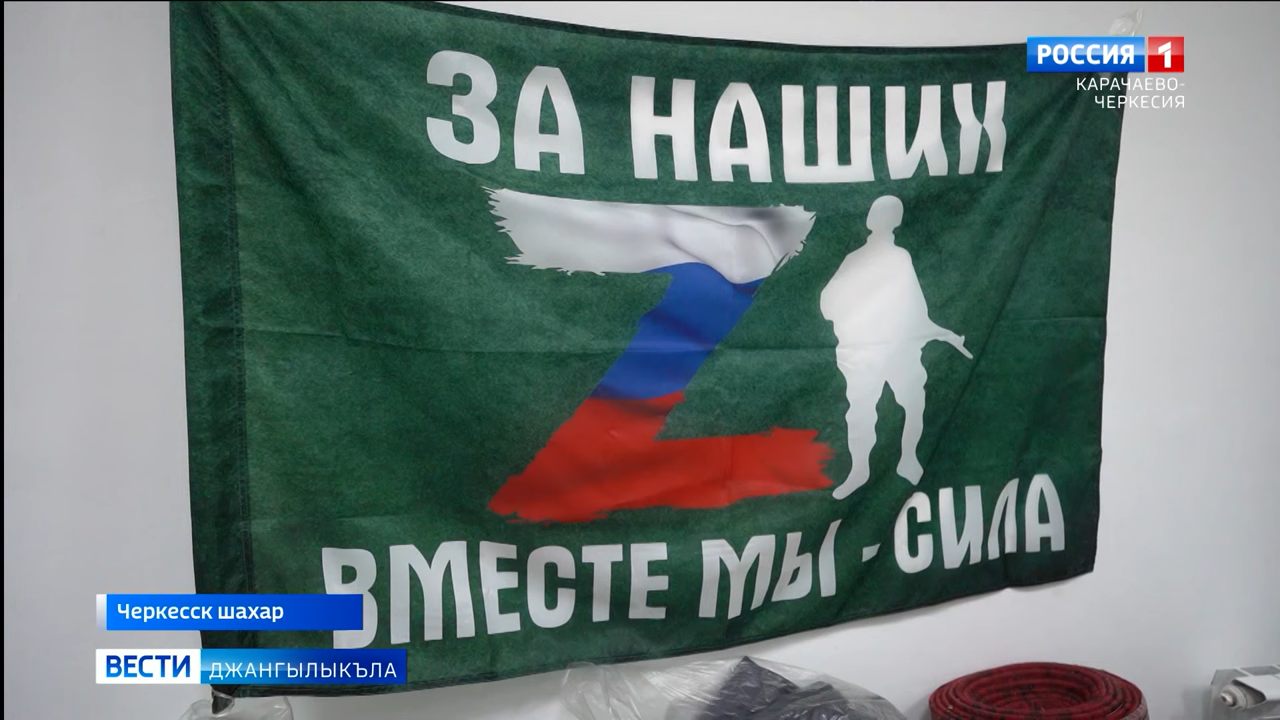 ЗА НАШИХ
Z
ВМЕСТЕ МЫ - СИЛА
РОССИЯ 1
КАРАЧАЕВО-
ЧЕРКЕСИЯ
Черкесск шахар
ВЕСТИ ДЖАНГЫЛЫКЪЛА